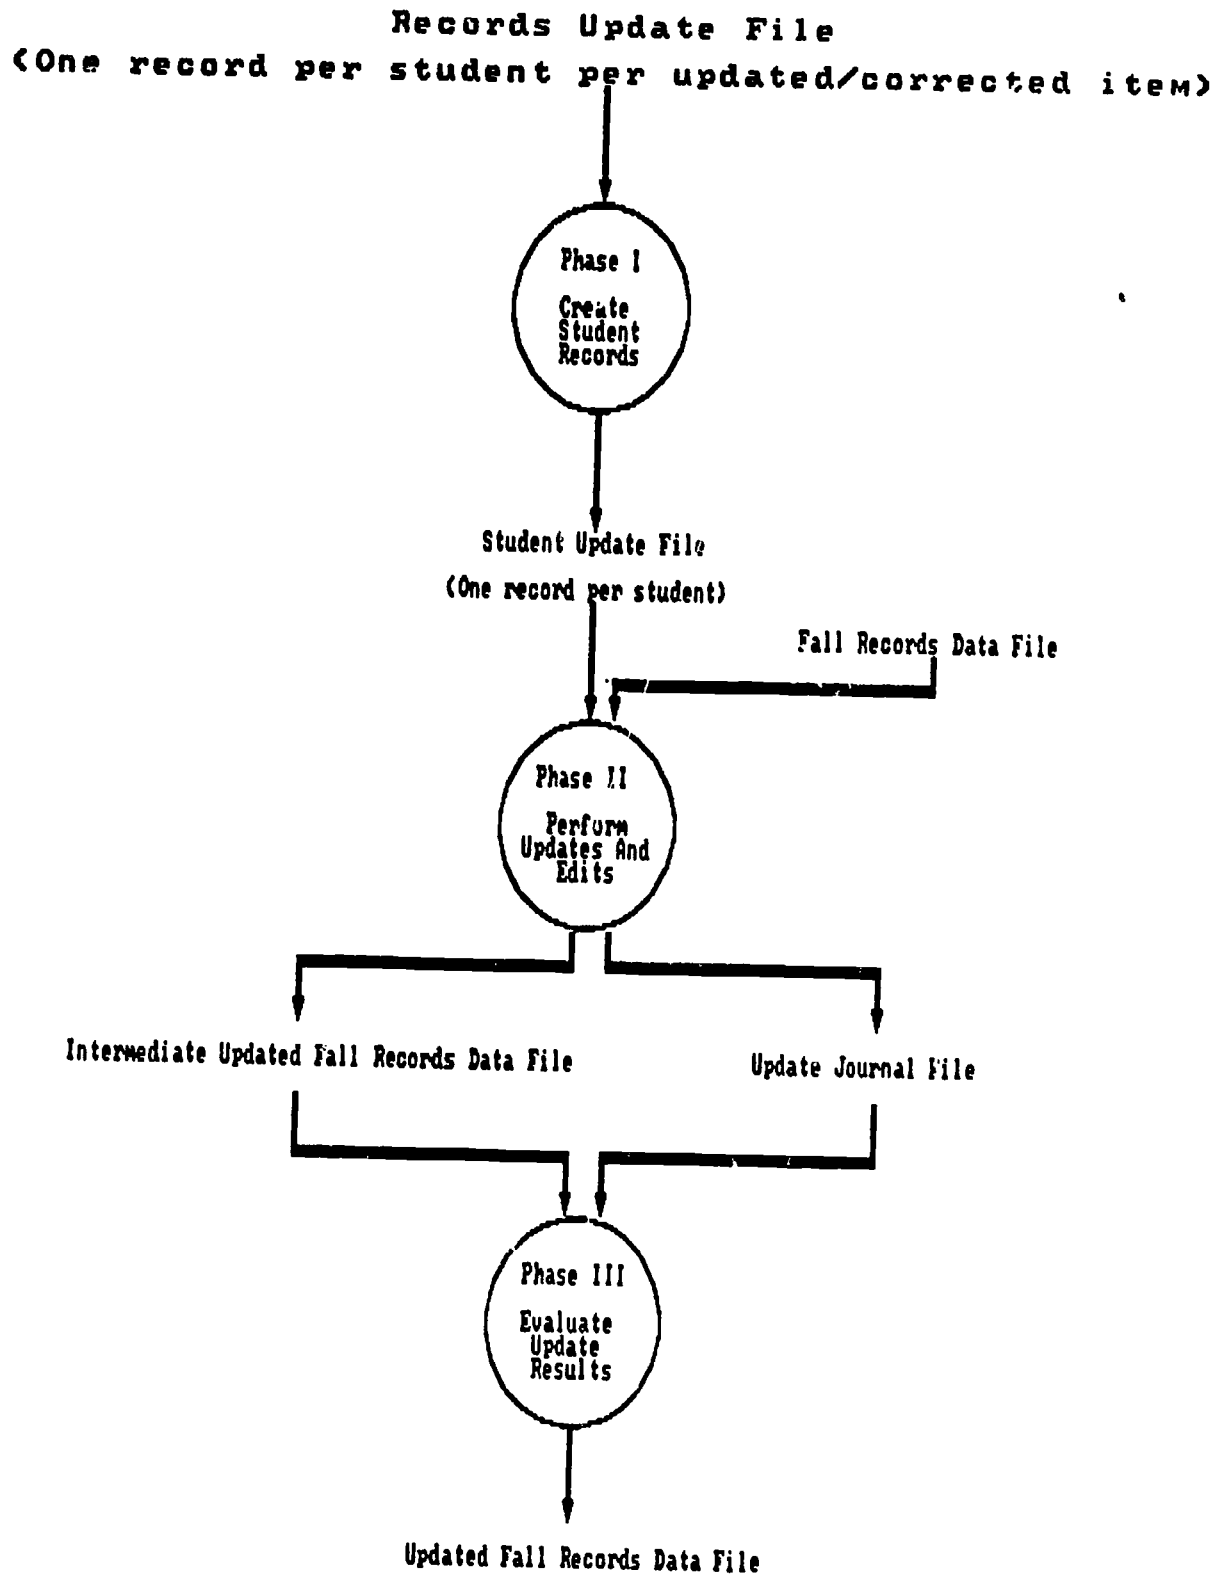 Records Update File
(One record per student per updated/corrected item)
Phase I
Create
Student
Records
Student Update File
(One record per student)
Fall Records Data File
Phase II
Perform
Updates And
Edits
Intermediate Updated Fall Records Data File
Update Journal File
Phase III
Evaluate
Update
Results
Updated Fall Records Data File